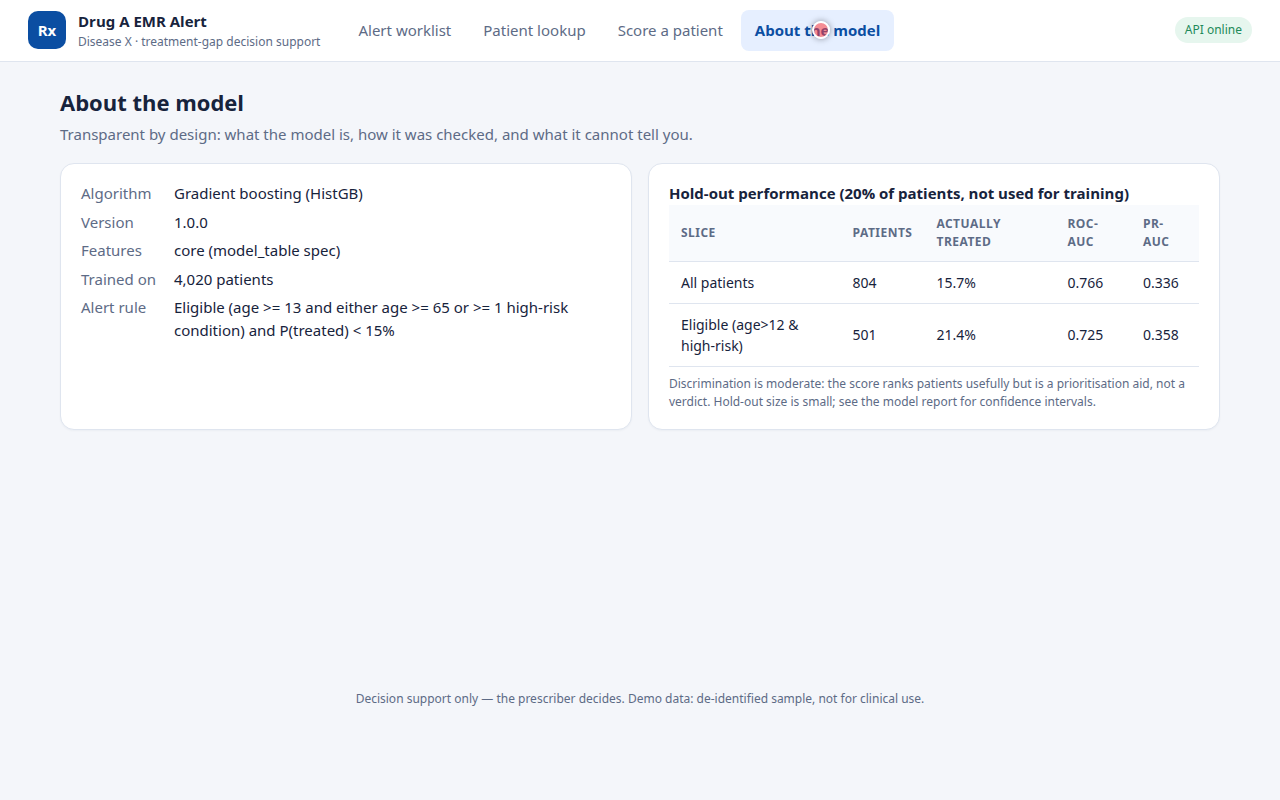 Rx
Drug A EMR Alert
Disease X · treatment-gap decision support
Alert worklist
Patient lookup
Score a patient
About the model
API online
About the model
Transparent by design: what the model is, how it was checked, and what it cannot tell you.
Algorithm Gradient boosting (HistGB)
Version 1.0.0
Features core (model_table spec)
Trained on 4,020 patients
Alert rule Eligible (age >= 13 and either age >= 65 or >= 1 high-risk
condition) and P(treated) < 15%
Hold-out performance (20% of patients, not used for training)
SLICE PATIENTS ACTUALLY TREATED ROC-AUC PR-AUC
All patients 804 15.7% 0.766 0.336
Eligible (age>12 &
high-risk) 501 21.4% 0.725 0.358
Discrimination is moderate: the score ranks patients usefully but is a prioritisation aid, not a
verdict. Hold-out size is small; see the model report for confidence intervals.
Decision support only — the prescriber decides. Demo data: de-identified sample, not for clinical use.